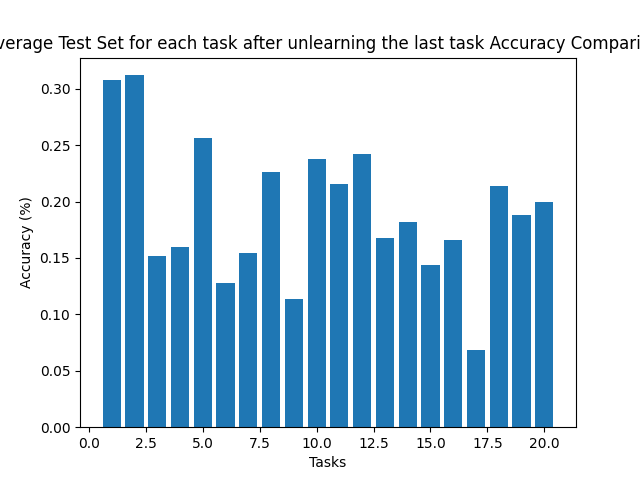 verage Test Set for each task after unlearning the last task Accuracy Compari
0.30
0.25
0.20
0.15
0.10
0.05
0.00
Accuracy (%)
0.0 2.5 5.0 7.5 10.0 12.5 15.0 17.5 20.0
Tasks